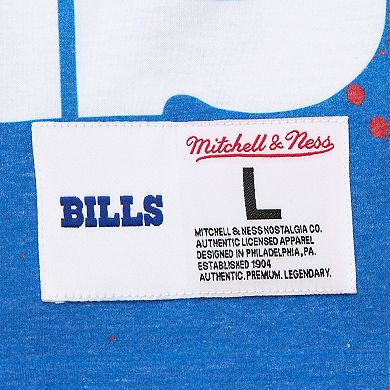 BILLS
Mitchell & Ness
L
MITCHELL & NESS NOSTALGIA CO.
AUTHENTIC LICENSED APPAREL
DESIGNED IN PHILADELPHIA, PA.
ESTABLISHED 1904
AUTHENTIC. PREMIUM. LEGENDARY.